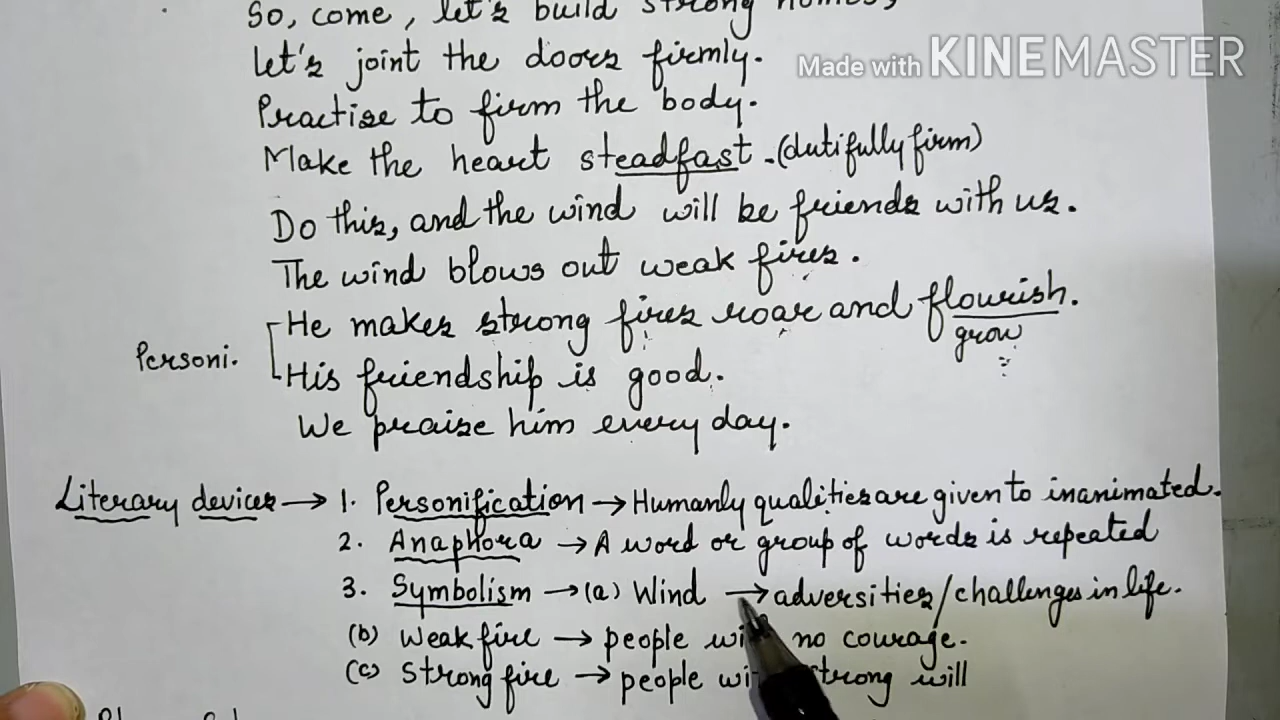 So, come, let's build strong homes,
Let's joint the doors firmly.
Made with KINEMASTER
Practise to firm the body.
Make the heart steadfast. (dutifully firm)
Do this, and the wind will be friends with us.
The wind blows out weak fires.
He makes strong fires roar and flourish.
grow
Personi.
His friendship is good.
We praise him every day.
Literary devices → 1. Personification → Humanly qualities are given to inanimated.
2. Anaphora → A word or group of words is repeated
3. Symbolism → (a) Wind → adversities/challenges in life.
(b) Weak fire → people no courage.
(c) Strong fire → people strong will